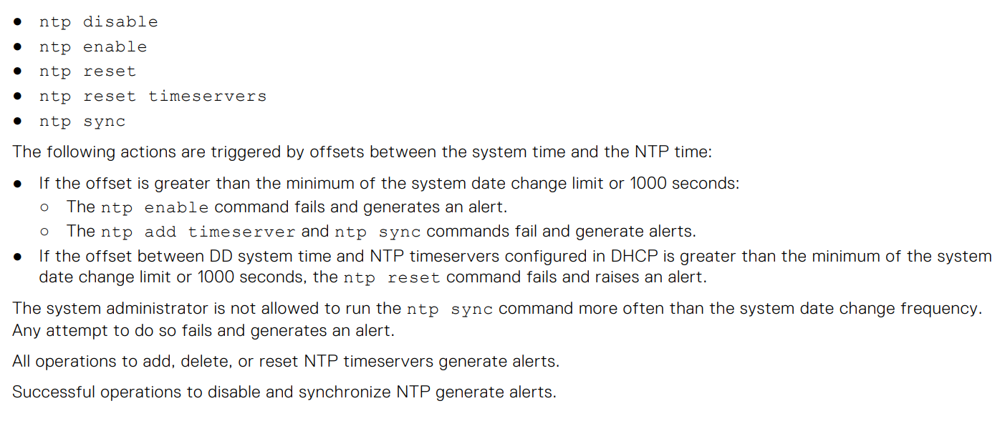 ● ntp disable
● ntp enable
● ntp reset
● ntp reset timeservers
● ntp sync
The following actions are triggered by offsets between the system time and the NTP time:
● If the offset is greater than the minimum of the system date change limit or 1000 seconds:
○ The ntp enable command fails and generates an alert.
○ The ntp add timeserver and ntp sync commands fail and generate alerts.
● If the offset between DD system time and NTP timeservers configured in DHCP is greater than the minimum of the system
date change limit or 1000 seconds, the ntp reset command fails and raises an alert.
The system administrator is not allowed to run the ntp sync command more often than the system date change frequency.
Any attempt to do so fails and generates an alert.
All operations to add, delete, or reset NTP timeservers generate alerts.
Successful operations to disable and synchronize NTP generate alerts.